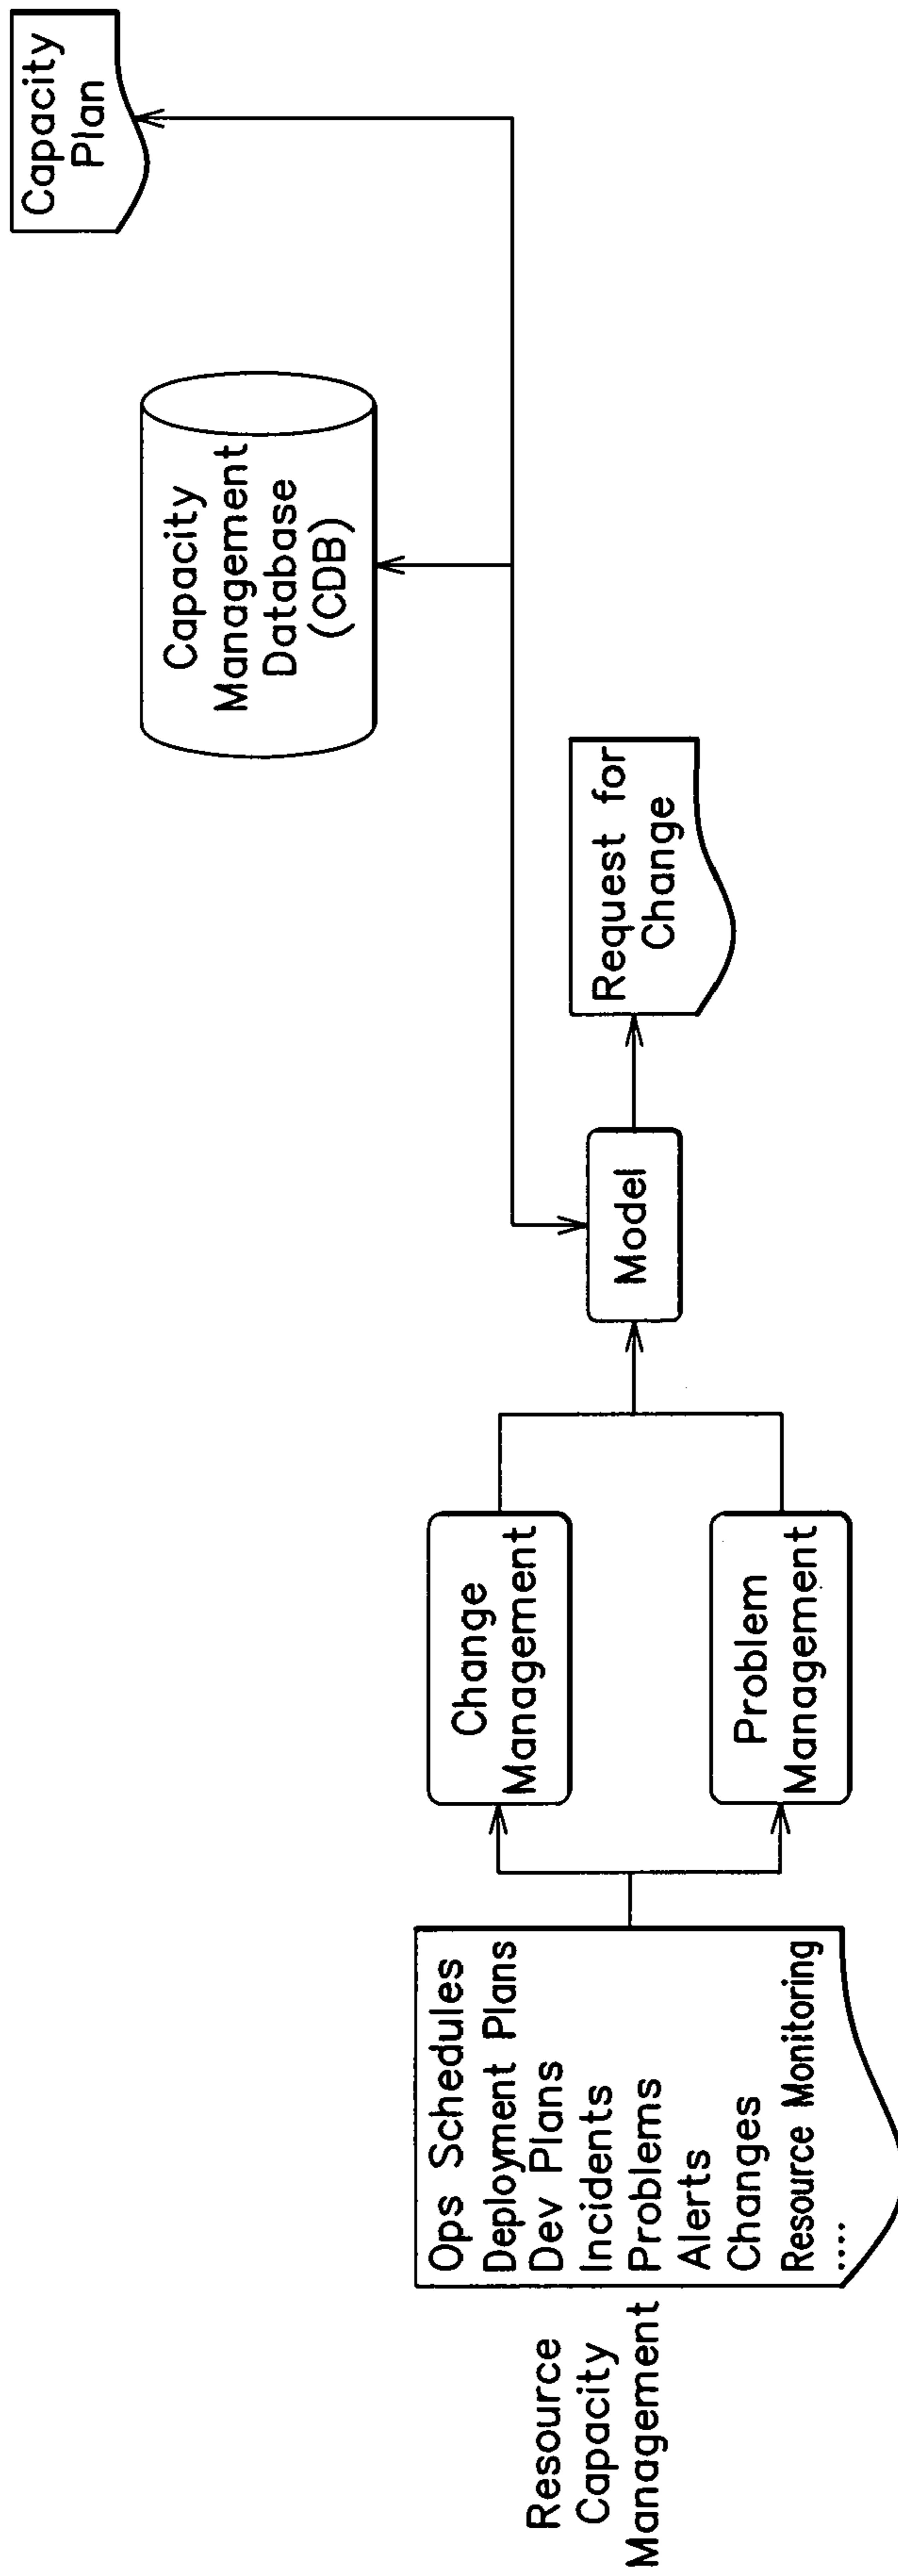 Resource
Capacity
Management
Ops Schedules
Deployment Plans
Dev Plans
Incidents
Problems
Alerts
Changes
Resource Monitoring
....
Change
Management
Problem
Management
Model
Request for
Change
Capacity
Management
Database
(CDB)
Capacity
Plan